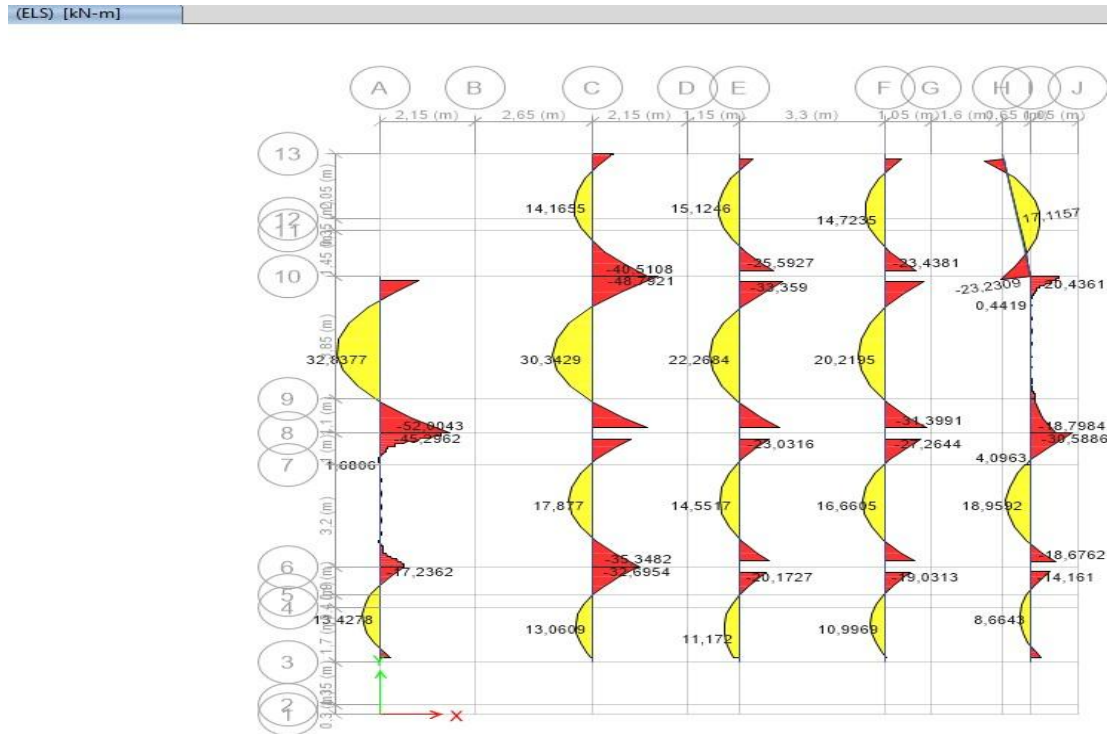 (ELS) [kN-m]
A B C D E F G H I J
2,15 (m) 2,65 (m) 2,15 (m) 1,15 (m) 3.3 (m) 1,05 (m) 1,6 (m)
13
14,1655 15,1246 14,7235 17,1157
12
11
1.45 (m)
-40,5108 -25,5927 -23,4381
10
-48,7921 -33,359 -23,2309 -20,4361
0,4419
32,8377 30,3429 22,2684 20,2195
9
-52,0043 -31,3991 -18,7984
8
-45,2962 -23,0316 -27,2644 -30,5886
7
1,6806 4,0963
17,877 14,5517 16,6605 18,9592
3.2 (m)
-35,3482 -18,6762
6
-17,2362 -32,6954 -20,1727 -19,0313 -14,161
5
4
13,4278 13,0609 11,172 10,9969 8,6643
1.7 (m)
3
Y
2
1
X